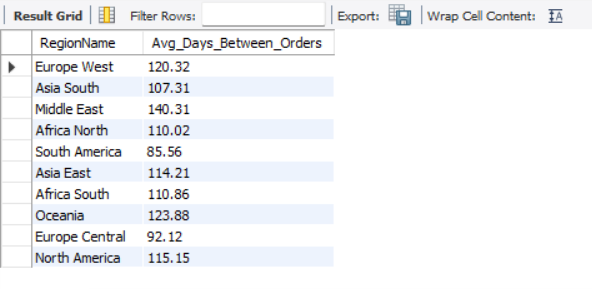 Result Grid Filter Rows: Export: Wrap Cell Content: IA
RegionName Avg_Days_Between_Orders
Europe West 120.32
Asia South 107.31
Middle East 140.31
Africa North 110.02
South America 85.56
Asia East 114.21
Africa South 110.86
Oceania 123.88
Europe Central 92.12
North America 115.15